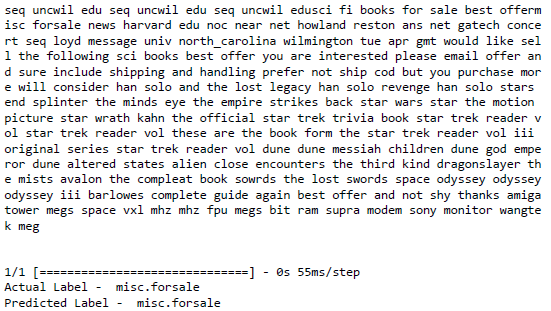 seq uncwil edu seq uncwil edu seq uncwil edusci fi books for sale best offerm
isc forsale news harvard edu noc near net howland reston ans net gatech conce
rt seq loyd message univ north_carolina wilmington tue apr gmt would like sel
l the following sci books best offer you are interested please email offer an
d sure include shipping and handling prefer not ship cod but you purchase mor
e will consider han solo and the lost legacy han solo revenge han solo stars
end splinter the minds eye the empire strikes back star wars star the motion
picture star wrath kahn the official star trek trivia book star trek reader v
ol star trek reader vol these are the book form the star trek reader vol iii
original series star trek reader vol dune dune messiah children dune god empe
ror dune altered states alien close encounters the third kind dragonslayer th
e mists avalon the compleat book sowrds the lost swords space odyssey odyssey
odyssey iii barlowes complete guide again best offer and not shy thanks amiga
tower megs space vxl mhz mhz fpu megs bit ram supra modem sony monitor wangte
k meg
1/1 [==============================] - 0s 55ms/step
Actual Label -  misc.forsale
Predicted Label -  misc.forsale